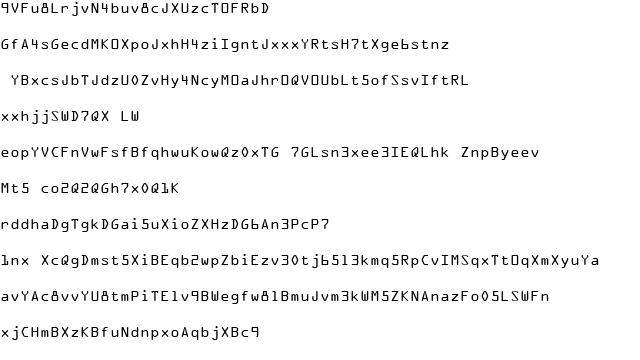 9VFu8LrjvN4buv8cJXUzcTOFRbD
GfA4sGecdMKOXpoJxhH4ziIgntJxxxYRtsH7tXge6stnz
YBxcsJbTJdzU0ZvHy4NcyMOaJhrOQVOUbLt5ofSsvIftRL
xxhjjSWD7QX LW
eopYVCFnVwFsfBfqhwuKowQz0xTG 7GLsn3xee3IEQLhk ZnpByeev
Mt5 co2Q2QGh7x0Q1K
rddhaDgTgkDGai5uXioZXHzDG6An3PcP7
1nx XcQgDmst5XiBEqb2wpZbiEzv30tj6513kmq5RpCvIMSqxTtOqXmXyuYa
avYAc8vvYU8tmPiTE1v9BWegfw81BmuJvm3kWM5ZKNAnazFo05LSWFn
xjCHmBXzKBfuNdnpxoAqbjXBc9